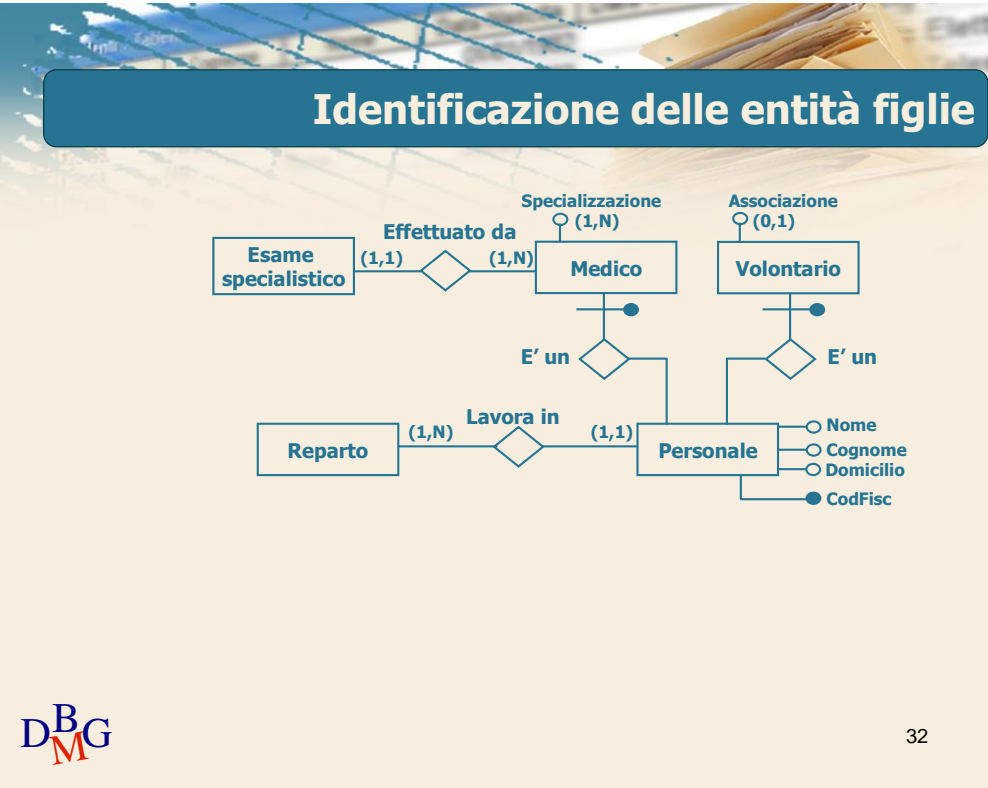 Identificazione delle entità figlie
Specializzazione
(1,N)
Associazione
(0,1)
Effettuato da
Esame
specialistico
(1,1)
(1,N)
Medico
Volontario
E' un
E' un
Lavora in
Reparto
(1,N)
(1,1)
Personale
Nome
Cognome
Domicilio
CodFisc
DBMG
32